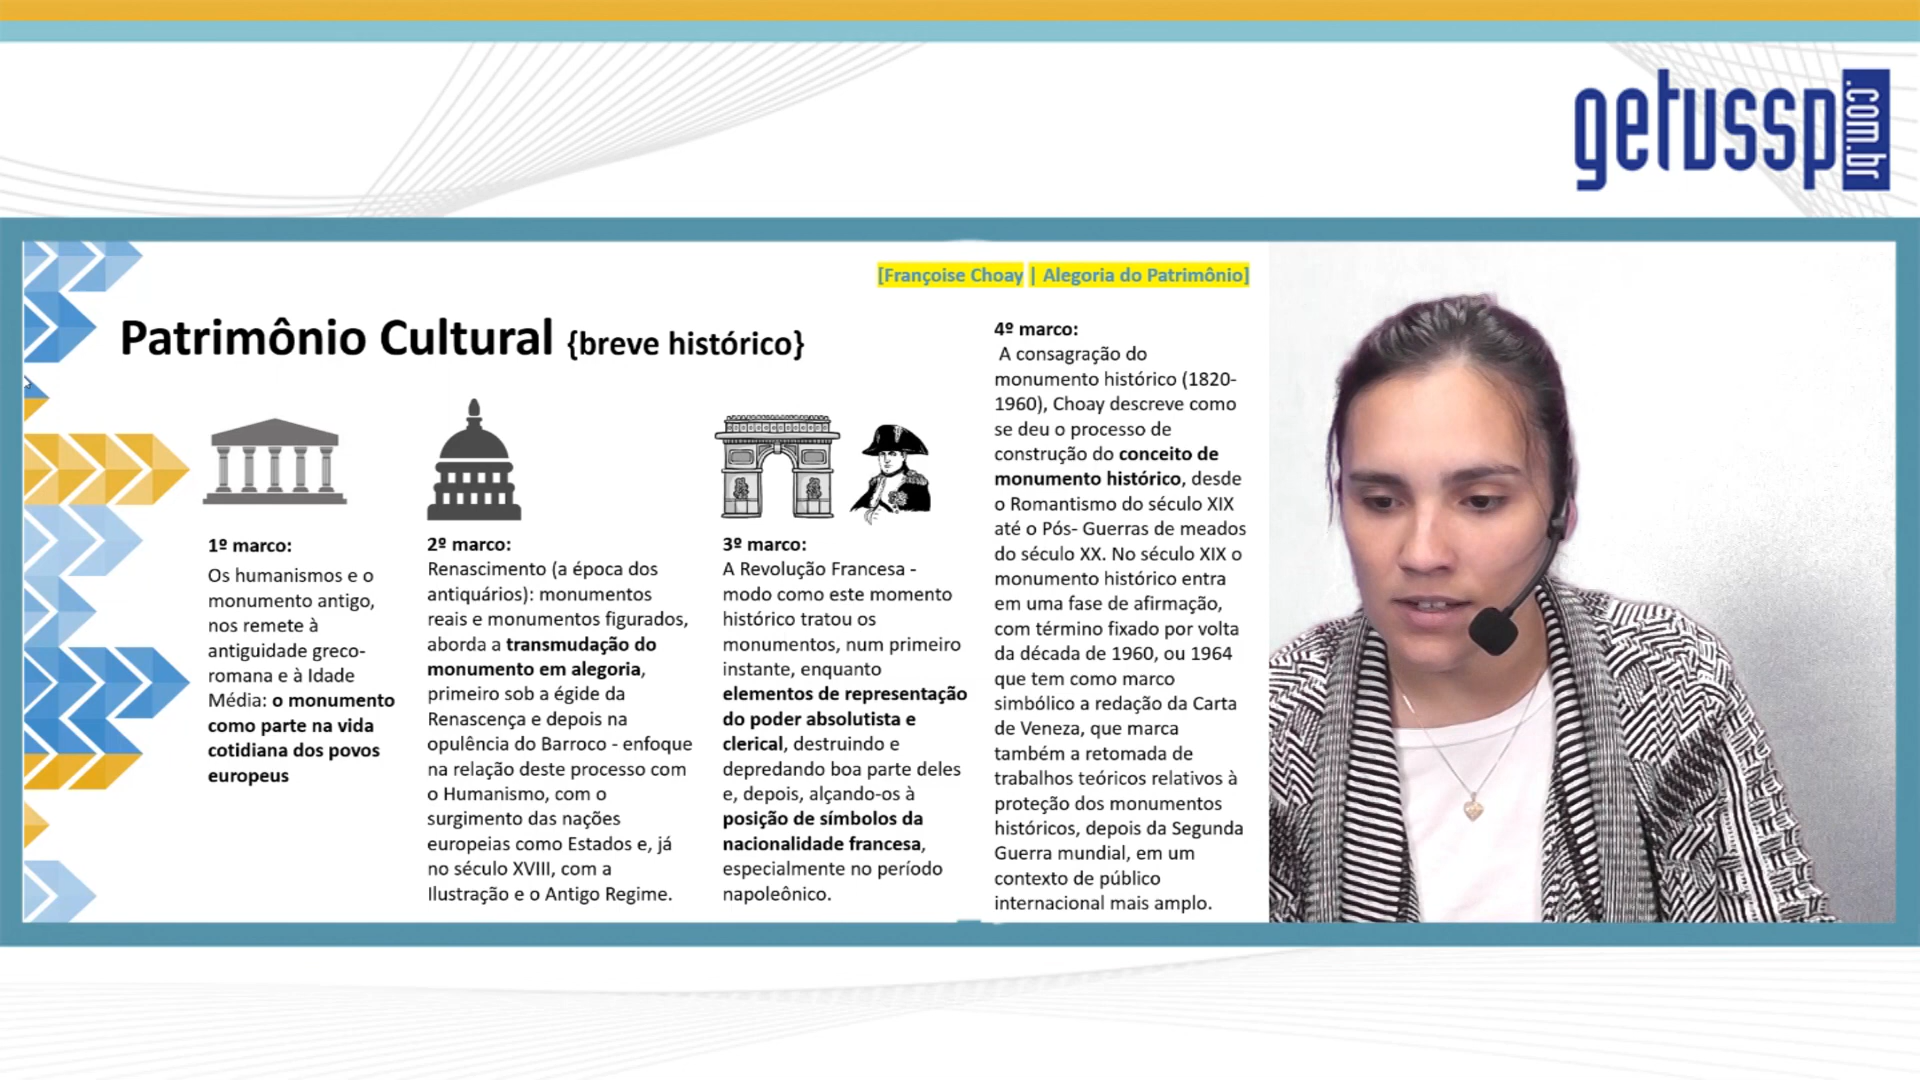 getussp.com.br
[Françoise Choay | Alegoria do Patrimônio]
Patrimônio Cultural {breve histórico}
1º marco:
Os humanismos e o
monumento antigo,
nos remete à
antiguidade greco-
romana e à Idade
Média: o monumento
como parte na vida
cotidiana dos povos
europeus
2º marco:
Renascimento (a época dos
antiquários): monumentos
reais e monumentos figurados,
aborda a transmudação do
monumento em alegoria,
primeiro sob a égide da
Renascença e depois na
opulência do Barroco - enfoque
na relação deste processo com
o Humanismo, com o
surgimento das nações
europeias como Estados e, já
no século XVIII, com a
Ilustração e o Antigo Regime.
3º marco:
A Revolução Francesa -
modo como este momento
histórico tratou os
monumentos, num primeiro
instante, enquanto
elementos de representação
do poder absolutista e
clerical, destruindo e
depredando boa parte deles
e, depois, alçando-os à
posição de símbolos da
nacionalidade francesa,
especialmente no período
napoleônico.
4º marco:
A consagração do
monumento histórico (1820-
1960), Choay descreve como
se deu o processo de
construção do conceito de
monumento histórico, desde
o Romantismo do século XIX
até o Pós- Guerras de meados
do século XX. No século XIX o
monumento histórico entra
em uma fase de afirmação,
com término fixado por volta
da década de 1960, ou 1964
que tem como marco
simbólico a redação da Carta
de Veneza, que marca
também a retomada de
trabalhos teóricos relativos à
proteção dos monumentos
históricos, depois da Segunda
Guerra mundial, em um
contexto de público
internacional mais amplo.